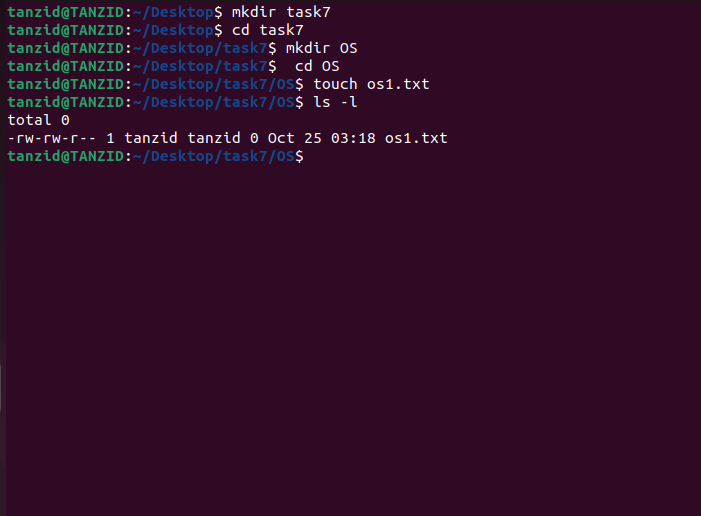 tanzid@TANZID:~/Desktop$ mkdir task7
tanzid@TANZID:~/Desktop$ cd task7
tanzid@TANZID:~/Desktop/task7$ mkdir OS
tanzid@TANZID:~/Desktop/task7$  cd OS
tanzid@TANZID:~/Desktop/task7/OS$ touch os1.txt
tanzid@TANZID:~/Desktop/task7/OS$ ls -l
total 0
-rw-rw-r-- 1 tanzid tanzid 0 Oct 25 03:18 os1.txt
tanzid@TANZID:~/Desktop/task7/OS$